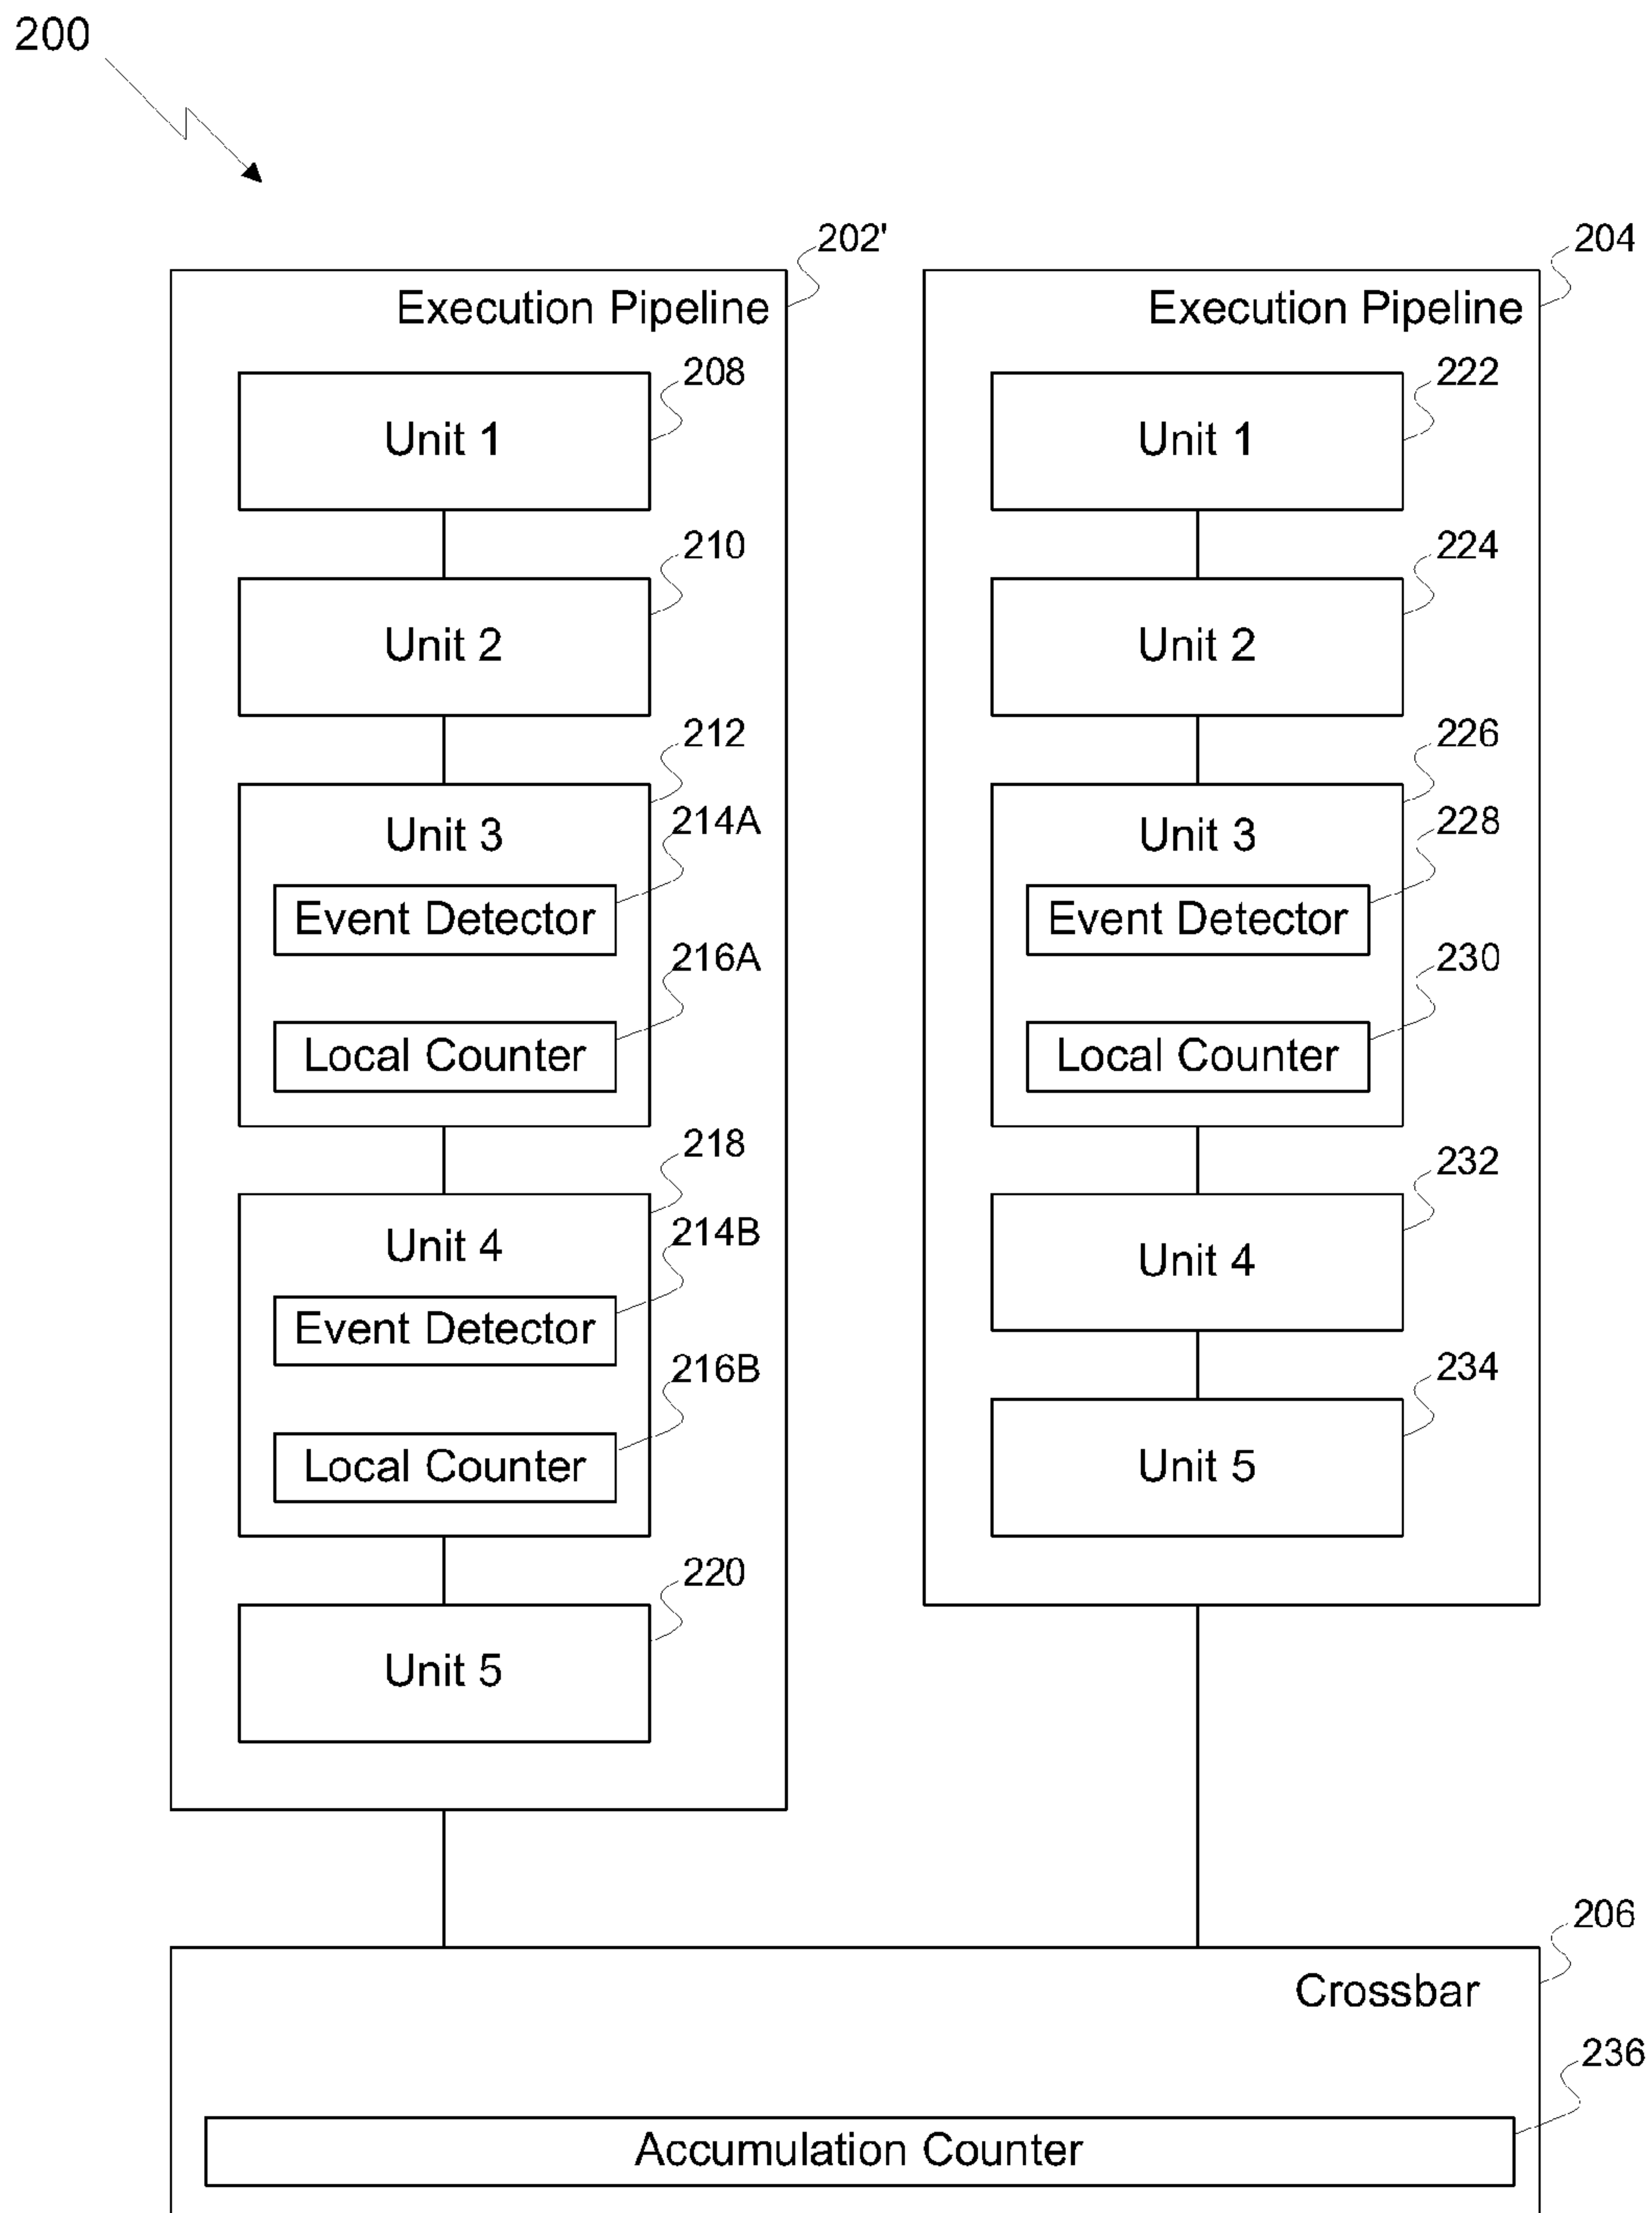 200
202'
Execution Pipeline
208
Unit 1
210
Unit 2
212
Unit 3
214A
Event Detector
216A
Local Counter
218
Unit 4
214B
Event Detector
216B
Local Counter
220
Unit 5
204
Execution Pipeline
222
Unit 1
224
Unit 2
226
Unit 3
228
Event Detector
230
Local Counter
232
Unit 4
234
Unit 5
206
Crossbar
236
Accumulation Counter